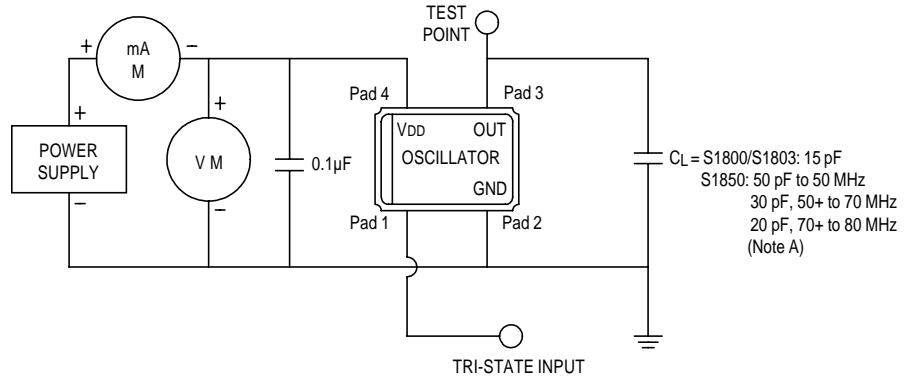 TEST
POINT
+ mA –
M
Pad 4
Pad 3
+
+
POWER
SUPPLY
V M
0.1µF
VDD OUT
OSCILLATOR
GND
CL = S1800/S1803: 15 pF
S1850: 50 pF to 50 MHz
30 pF, 50+ to 70 MHz
20 pF, 70+ to 80 MHz
(Note A)
–
–
Pad 1
Pad 2
TRI-STATE INPUT